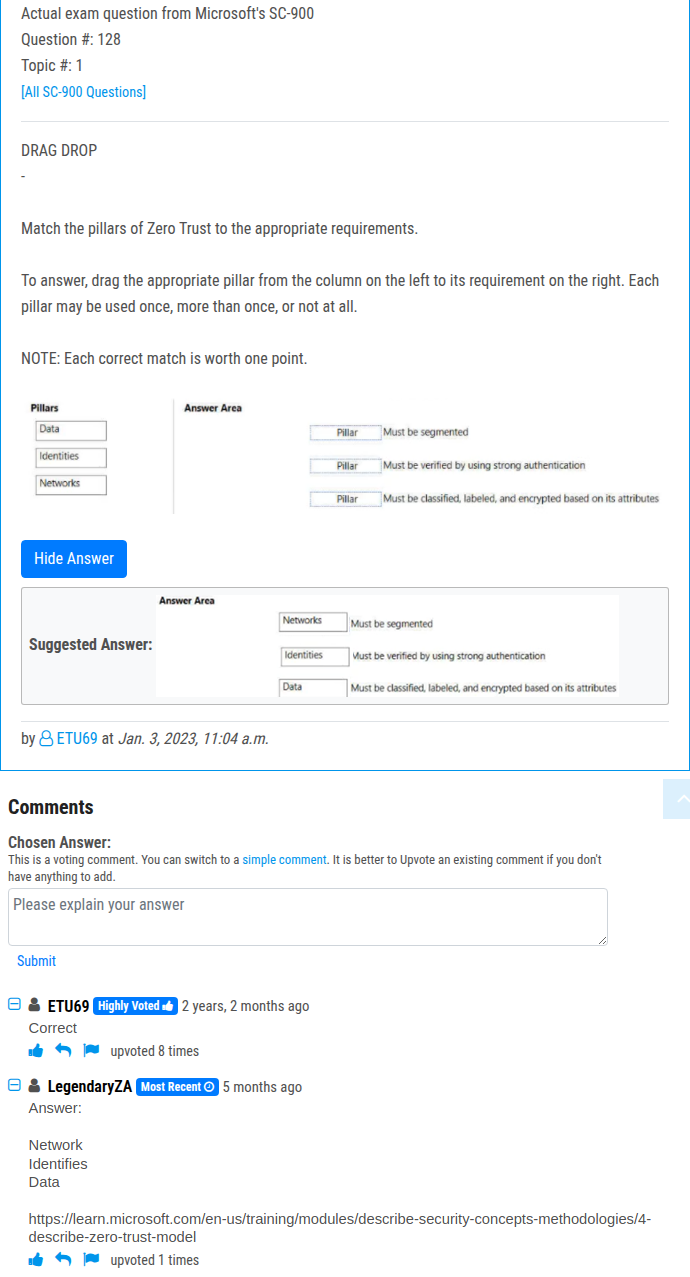 Actual exam question from Microsoft's SC-900
Question #: 128
Topic #: 1
[All SC-900 Questions]
DRAG DROP
-
Match the pillars of Zero Trust to the appropriate requirements.
To answer, drag the appropriate pillar from the column on the left to its requirement on the right. Each
pillar may be used once, more than once, or not at all.
NOTE: Each correct match is worth one point.
Pillars
Data
Identities
Networks
Answer Area
Pillar Must be segmented
Pillar Must be verified by using strong authentication
Pillar Must be classified, labeled, and encrypted based on its attributes
Hide Answer
Suggested Answer:
Answer Area
Networks Must be segmented
Identities Must be verified by using strong authentication
Data Must be classified, labeled, and encrypted based on its attributes
by ETU69 at Jan. 3, 2023, 11:04 a.m.
Comments
Chosen Answer:
This is a voting comment. You can switch to a simple comment. It is better to Upvote an existing comment if you don't
have anything to add.
Please explain your answer
Submit
ETU69 Highly Voted 2 years, 2 months ago
Correct
upvoted 8 times
LegendaryZA Most Recent 5 months ago
Answer:
Network
Identifies
Data
https://learn.microsoft.com/en-us/training/modules/describe-security-concepts-methodologies/4-
describe-zero-trust-model
upvoted 1 times